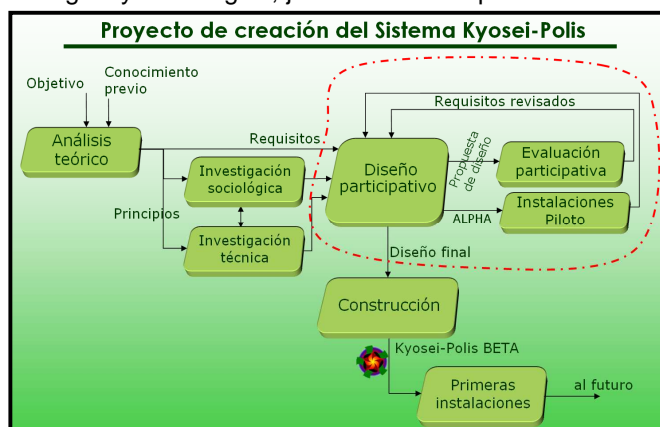 Proyecto de creación del Sistema Kyosei-Polis
Objetivo
Conocimiento
previo
Análisis
teórico
Requisitos
Principios
Investigación
sociológica
Investigación
técnica
Diseño
participativo
Requisitos revisados
Propuesta
de diseño
Evaluación
participativa
ALPHA
Instalaciones
Piloto
Diseño final
Construcción
Kyosei-Polis BETA
Primeras
instalaciones
al futuro